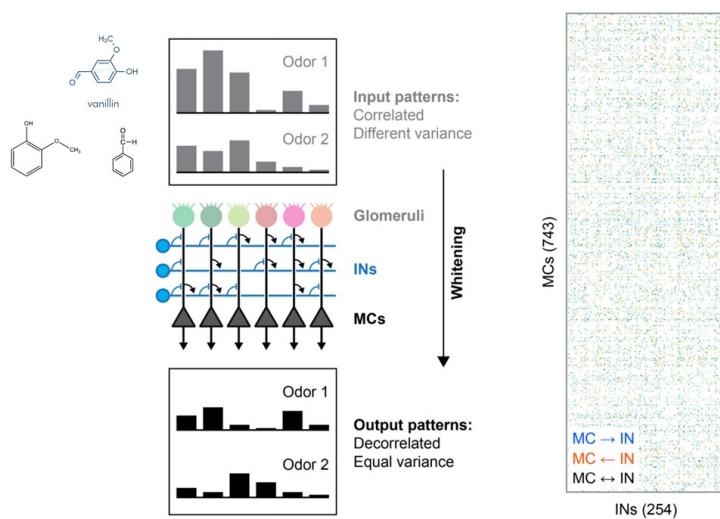 H₃C
O
O
OH
vanillin
OH
O
CH₃
O
C—H
Odor 1
Odor 2
Input patterns:
Correlated
Different variance
Glomeruli
INs
MCs
Whitening
Odor 1
Odor 2
Output patterns:
Decorrelated
Equal variance
MCs (743)
MC → IN
MC ← IN
MC ↔ IN
INs (254)